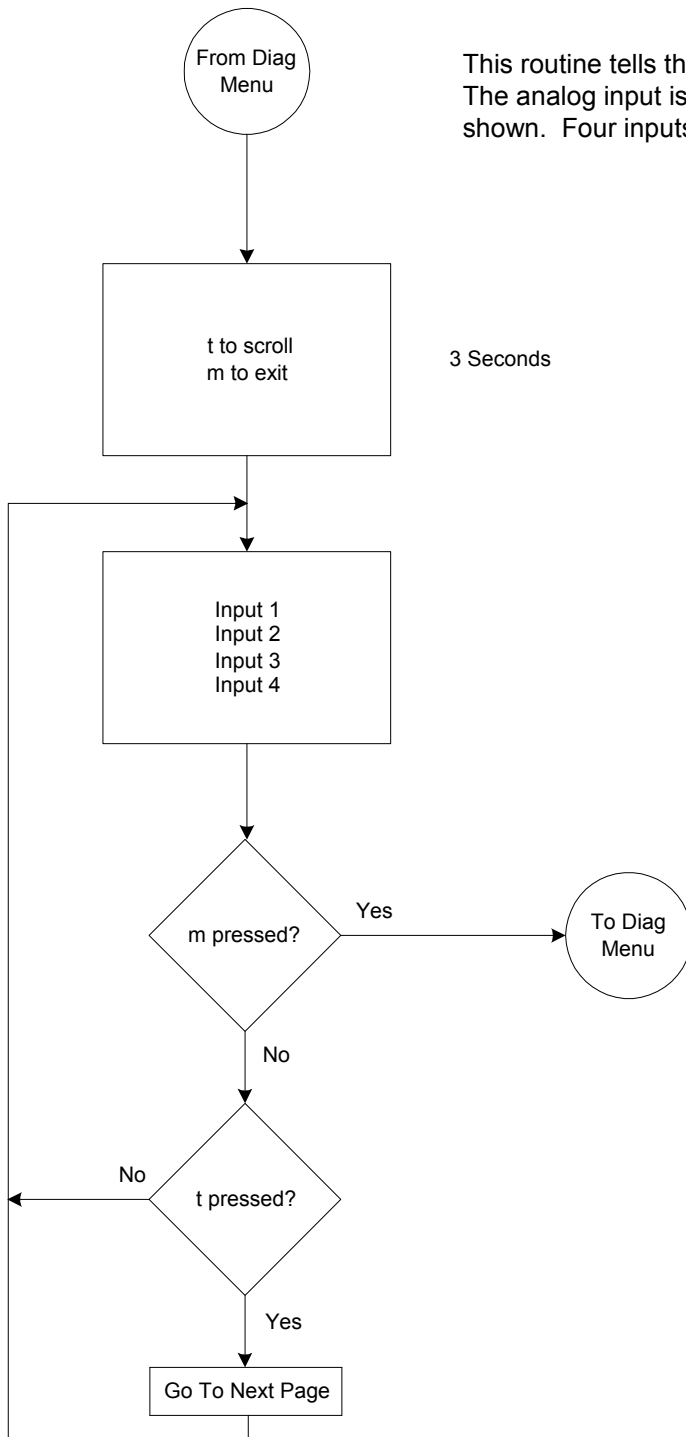 From Diag
Menu
This routine tells th
The analog input is
shown.  Four inputs
t to scroll
m to exit
3 Seconds
Input 1
Input 2
Input 3
Input 4
m pressed?
Yes
To Diag
Menu
No
No
t pressed?
Yes
Go To Next Page